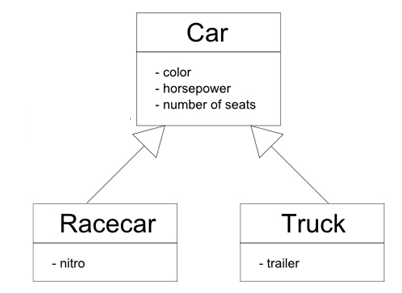 Car
- color
- horsepower
- number of seats
Racecar
- nitro
Truck
- trailer